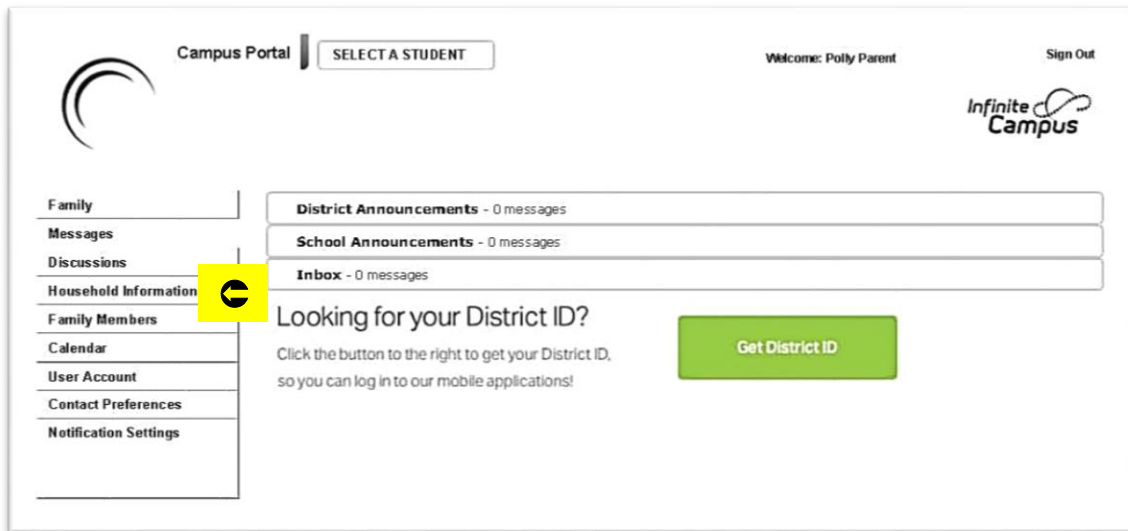 Campus Portal SELECT A STUDENT Welcome: Polly Parent Sign Out
Infinite
Campus
Family
Messages
Discussions
Household Information
Family Members
Calendar
User Account
Contact Preferences
Notification Settings
District Announcements - 0 messages
School Announcements - 0 messages
Inbox - 0 messages
Looking for your District ID?
Click the button to the right to get your District ID,
so you can log in to our mobile applications!
Get District ID